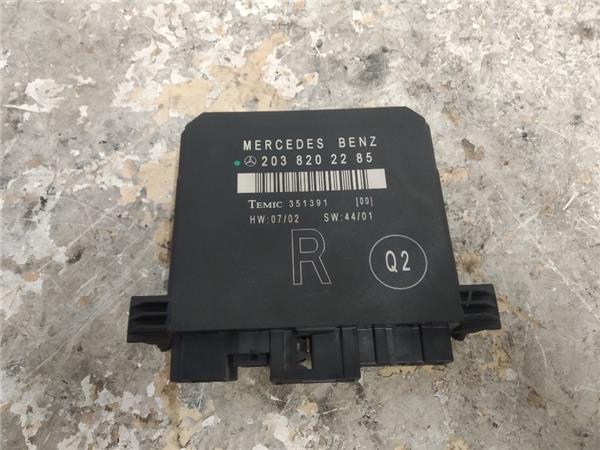 MERCEDES BENZ
203 820 22 85
TEMIC 351391 [00]
HW:07/02 SW:44/01
R
Q2